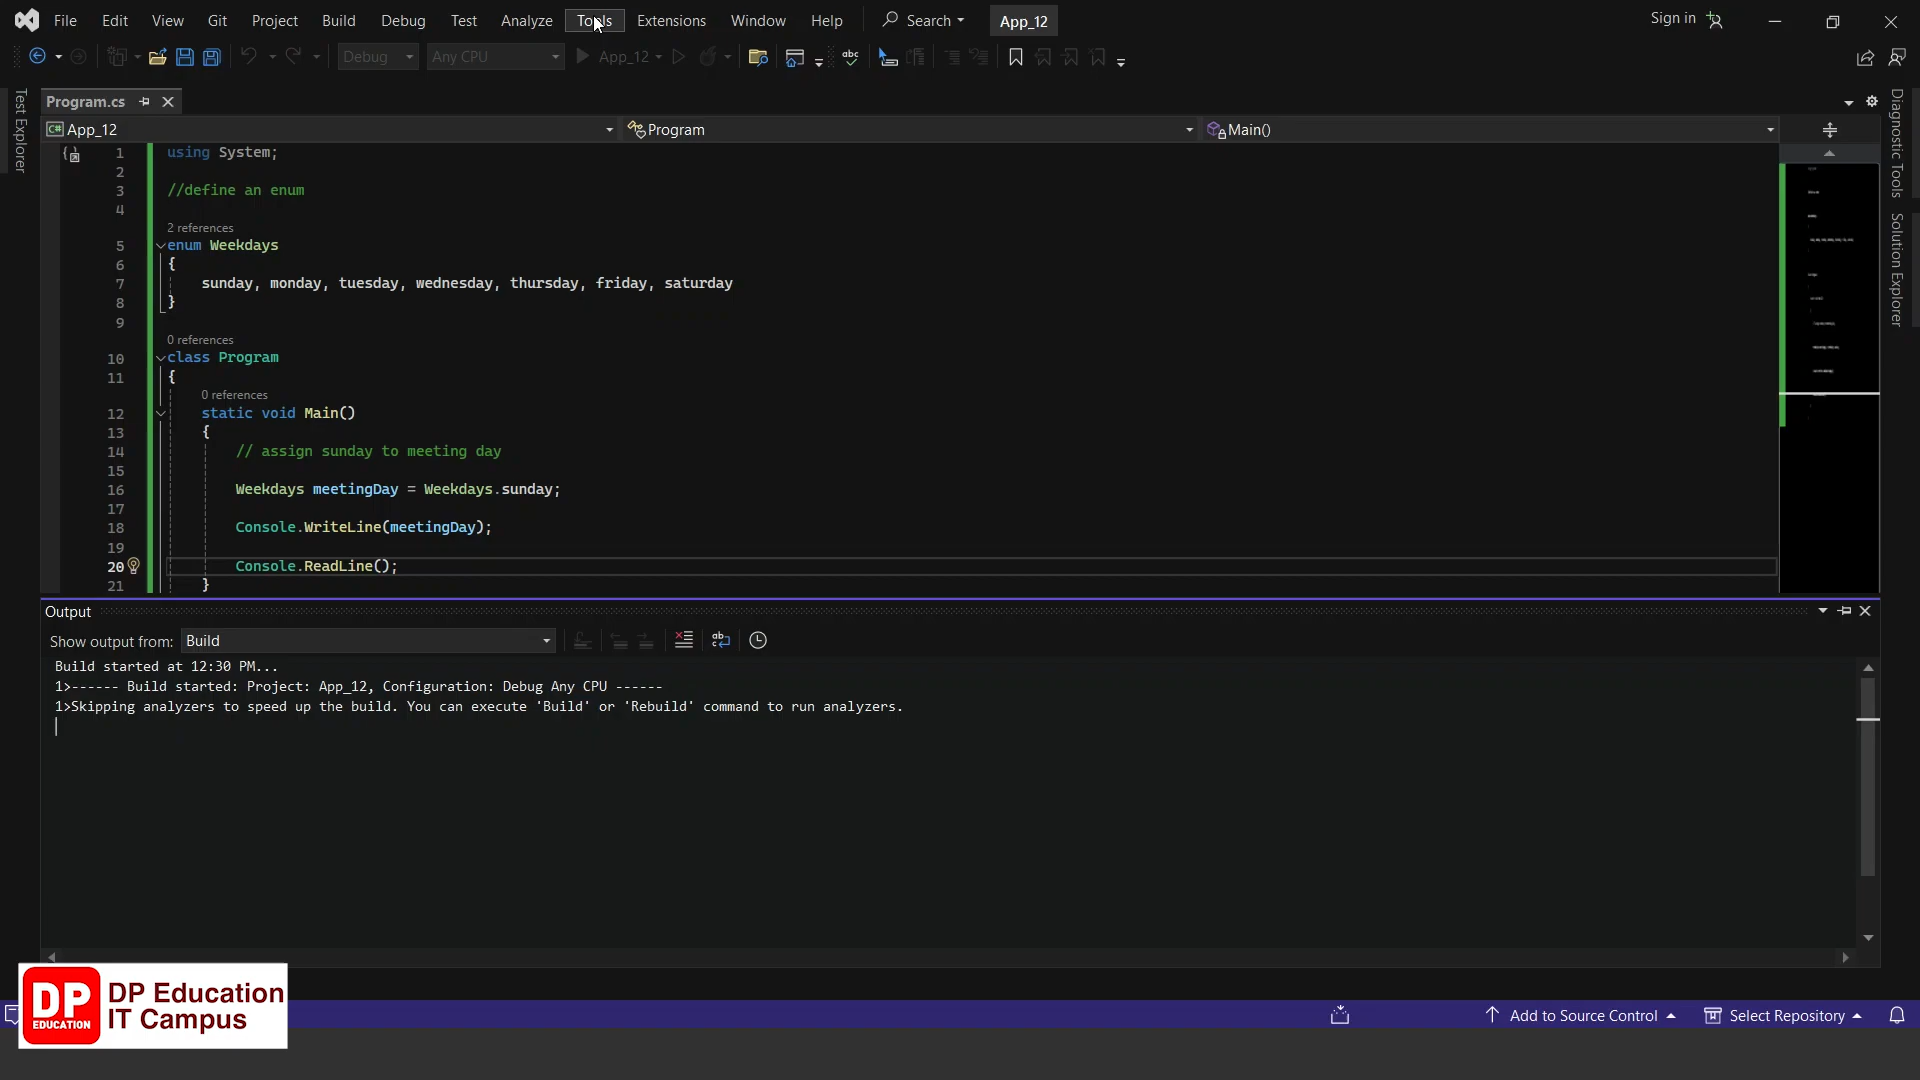 File Edit View Git Project Build Debug Test Analyze Tools Extensions Window Help Search App_12 Sign in
Debug Any CPU App_12
Program.cs
App_12 Program Main()
Test Explorer
Diagnostic Tools
Solution Explorer
1 using System;
2
3 //define an enum
4
2 references
5 enum Weekdays
6 {
7 sunday, monday, tuesday, wednesday, thursday, friday, saturday
8 }
9
0 references
10 class Program
11 {
0 references
12 static void Main()
13 {
14 // assign sunday to meeting day
15
16 Weekdays meetingDay = Weekdays.sunday;
17
18 Console.WriteLine(meetingDay);
19
20 Console.ReadLine();
21 }
Output
Show output from: Build
Build started at 12:30 PM...
1>------ Build started: Project: App_12, Configuration: Debug Any CPU ------
1>Skipping analyzers to speed up the build. You can execute 'Build' or 'Rebuild' command to run analyzers.
DP EDUCATION
DP Education
IT Campus
Add to Source Control Select Repository